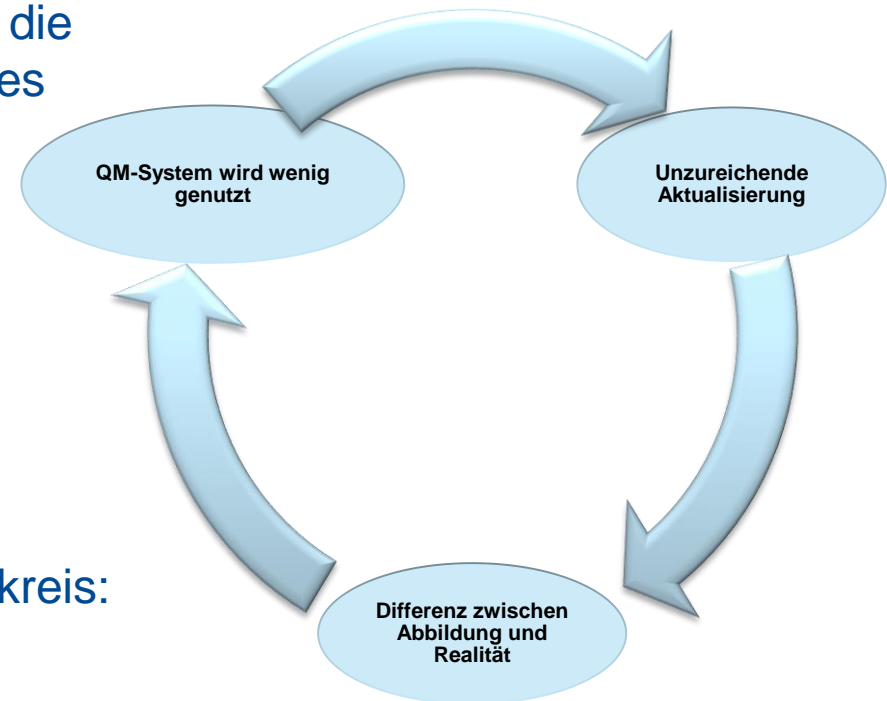 die
es
QM-System wird wenig
genutzt
Unzureichende
Aktualisierung
kreis:
Differenz zwischen
Abbildung und
Realität